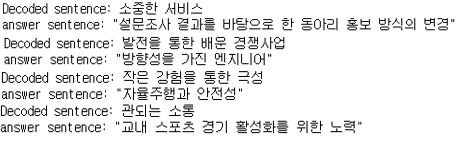 Decoded sentence: 소중한 서비스
answer sentence: "설문조사 결과를 바탕으로 한 동아리 홍보 방식의 변경"
Decoded sentence: 발전을 통한 배운 경쟁사업
answer sentence: "방향성을 가진 엔지니어"
Decoded sentence: 작은 강험을 통한 극성
answer sentence: "자율주행과 안전성"
Decoded sentence: 관되는 소통
answer sentence: "교내 스포츠 경기 활성화를 위한 노력"